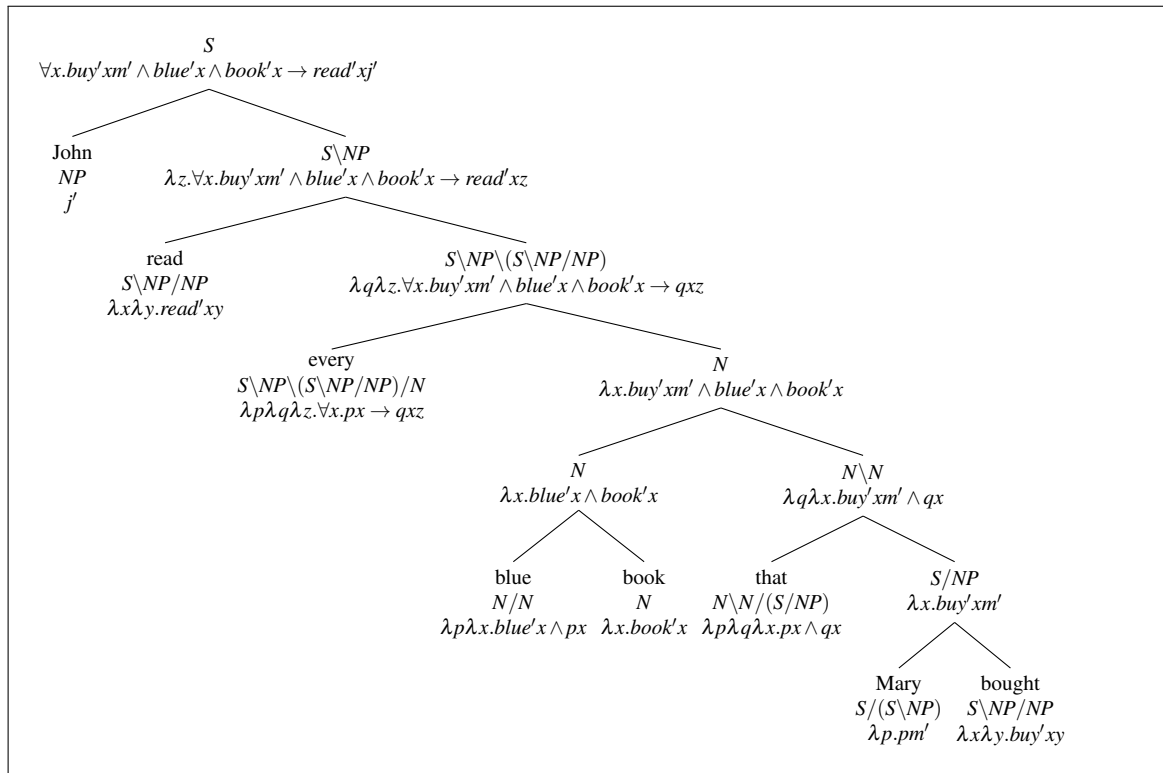 S
∀x.buy′xm′ ∧ blue′x ∧ book′x → read′xj′
John
NP
j′
S\NP
λz.∀x.buy′xm′ ∧ blue′x ∧ book′x → read′xz
read
S\NP/NP
λxλy.read′xy
S\NP\(S\NP/NP)
λqλz.∀x.buy′xm′ ∧ blue′x ∧ book′x → qxz
every
S\NP\(S\NP/NP)/N
λpλqλz.∀x.px → qxz
N
λx.buy′xm′ ∧ blue′x ∧ book′x
N
λx.blue′x ∧ book′x
N\N
λqλx.buy′xm′ ∧ qx
blue
N/N
λpλx.blue′x ∧ px
book
N
λx.book′x
that
N\N/(S/NP)
λpλqλx.px ∧ qx
S/NP
λx.buy′xm′
Mary
S/(S\NP)
λp.pm′
bought
S\NP/NP
λxλy.buy′xy